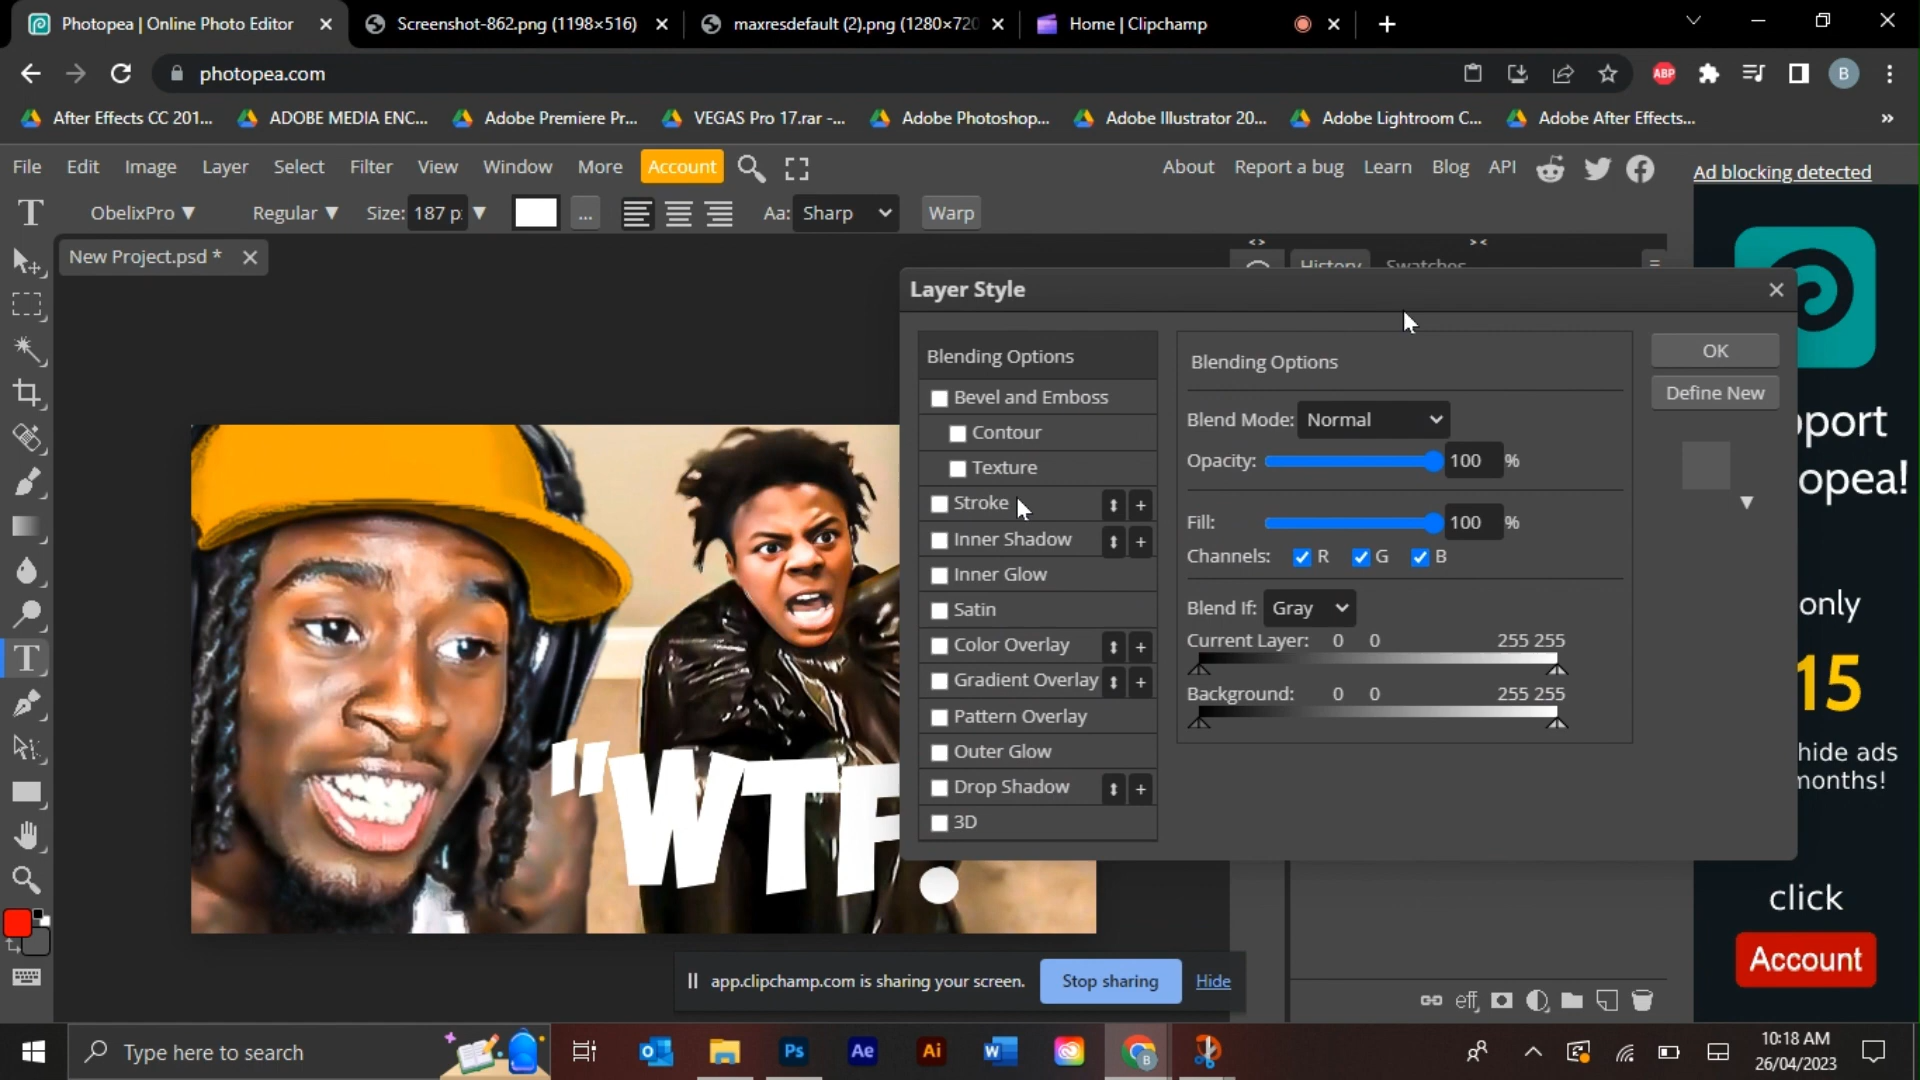 Photopea | Online Photo Editor
Screenshot-862.png (1198×516)
maxresdefault (2).png (1280×720
Home | Clipchamp
photopea.com
ABP
B
After Effects CC 201...
ADOBE MEDIA ENC...
Adobe Premiere Pr...
VEGAS Pro 17.rar -...
Adobe Photoshop...
Adobe Illustrator 20...
Adobe Lightroom C...
Adobe After Effects...
»
File Edit Image Layer Select Filter View Window More Account
About Report a bug Learn Blog API
Ad blocking detected
T ObelixPro ▼ Regular ▼ Size: 187 p ▼ ... Aa: Sharp Warp
New Project.psd *
<> ><
History Swatches
Layer Style
Blending Options
Bevel and Emboss
Contour
Texture
Stroke +
Inner Shadow +
Inner Glow
Satin
Color Overlay +
Gradient Overlay +
Pattern Overlay
Outer Glow
Drop Shadow +
3D
Blending Options
Blend Mode: Normal
Opacity: 100 %
Fill: 100 %
Channels: R G B
Blend If: Gray
Current Layer: 0 0 255 255
Background: 0 0 255 255
OK
Define New
pport
opea!
only
15
hide ads
months!
click
Account
"WTF
T
app.clipchamp.com is sharing your screen.
Stop sharing
Hide
eff
Type here to search
Ps
Ae
Ai
W
B
10:18 AM
26/04/2023